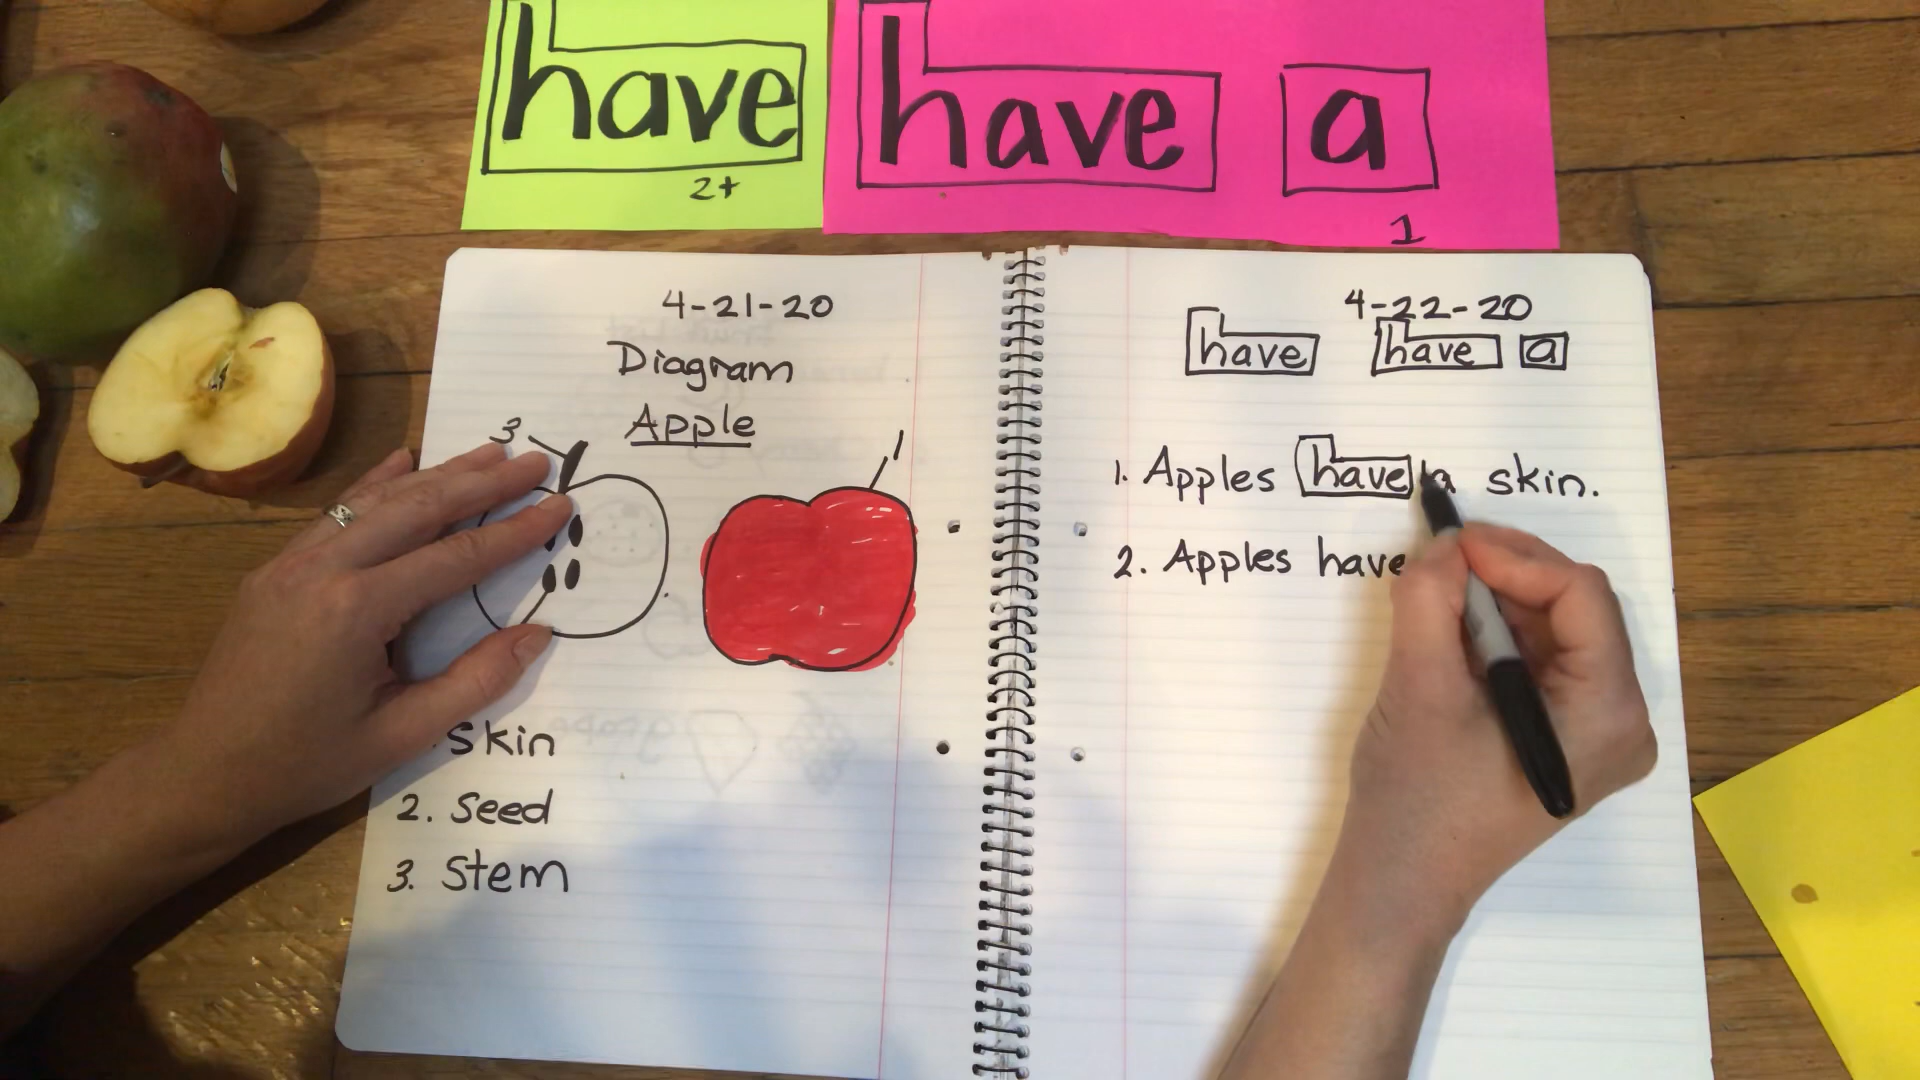 have
2+
have a
1
4-21-20
Diagram
Apple
3
1
skin
2. seed
3. stem
4-22-20
have have a
1. Apples have a skin.
2. Apples have